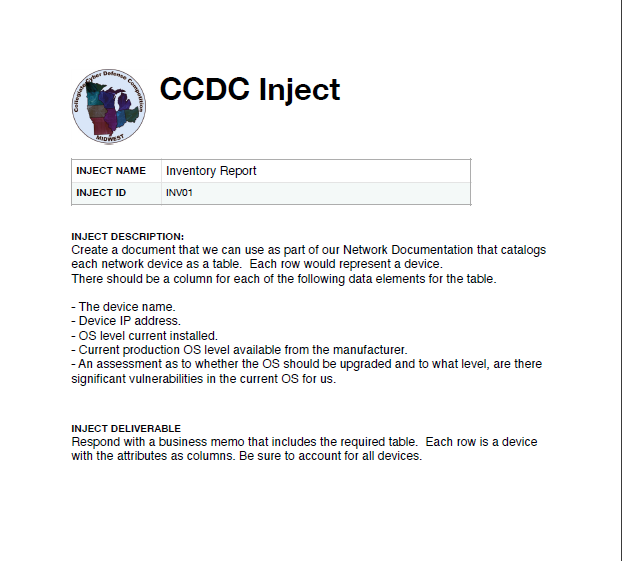 Collegiate Cyber Defense Competition
MIDWEST
CCDC Inject
INJECT NAME Inventory Report
INJECT ID INV01
INJECT DESCRIPTION:
Create a document that we can use as part of our Network Documentation that catalogs
each network device as a table.  Each row would represent a device.
There should be a column for each of the following data elements for the table.
- The device name.
- Device IP address.
- OS level current installed.
- Current production OS level available from the manufacturer.
- An assessment as to whether the OS should be upgraded and to what level, are there
significant vulnerabilities in the current OS for us.
INJECT DELIVERABLE
Respond with a business memo that includes the required table.  Each row is a device
with the attributes as columns. Be sure to account for all devices.